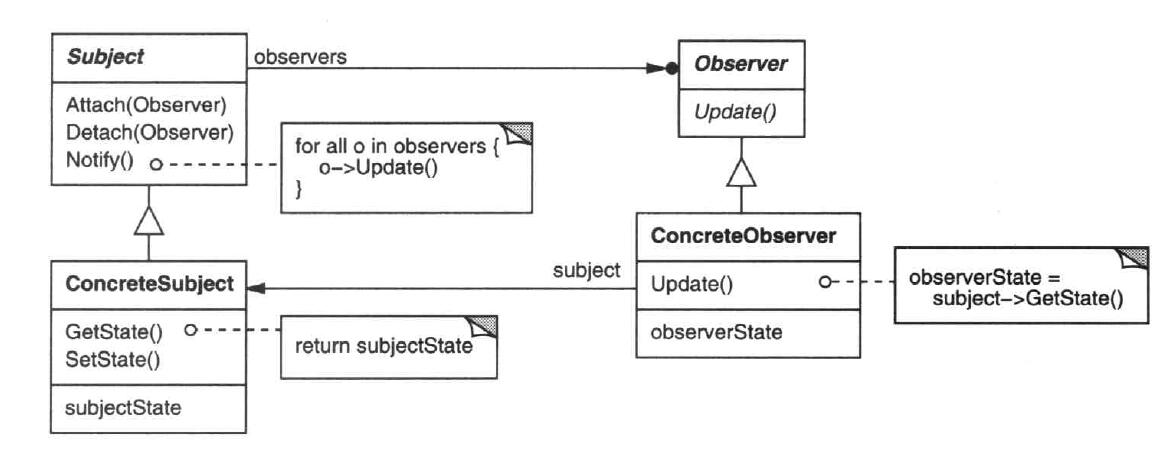 Subject
Attach(Observer)
Detach(Observer)
Notify()
observers
Observer
Update()
for all o in observers {
o->Update()
}
ConcreteSubject
GetState()
SetState()
subjectState
return subjectState
subject
ConcreteObserver
Update()
observerState
observerState =
subject->GetState()